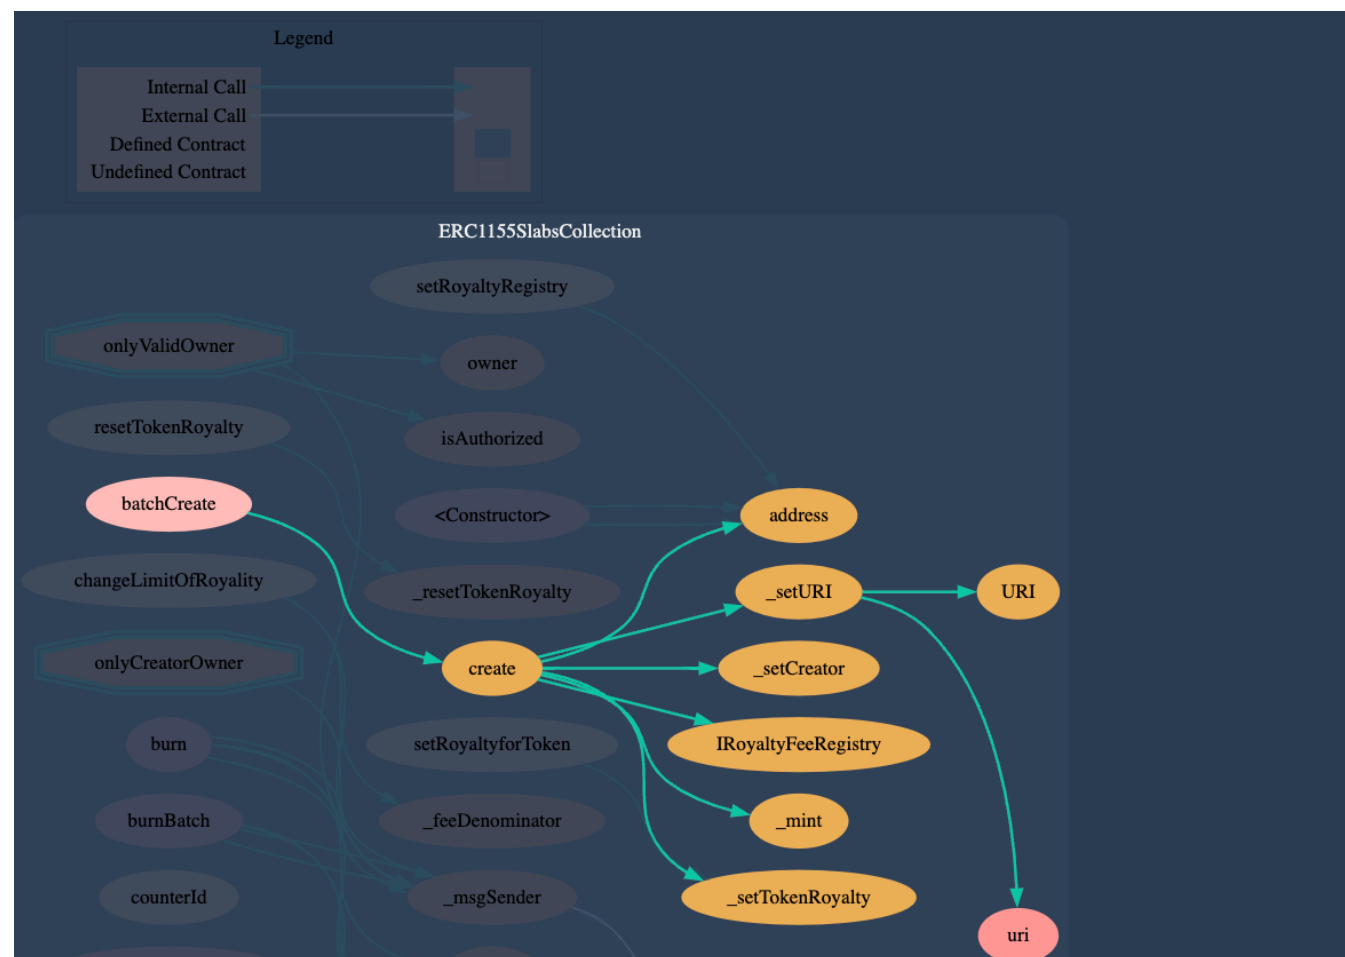 Legend
Internal Call
External Call
Defined Contract
Undefined Contract
ERC1155SlabsCollection
setRoyaltyRegistry
onlyValidOwner
owner
resetTokenRoyalty
isAuthorized
batchCreate
<Constructor>
address
changeLimitOfRoyality
_resetTokenRoyalty
_setURI
URI
onlyCreatorOwner
create
_setCreator
burn
setRoyaltyforToken
IRoyaltyFeeRegistry
burnBatch
_feeDenominator
_mint
counterId
_msgSender
_setTokenRoyalty
uri